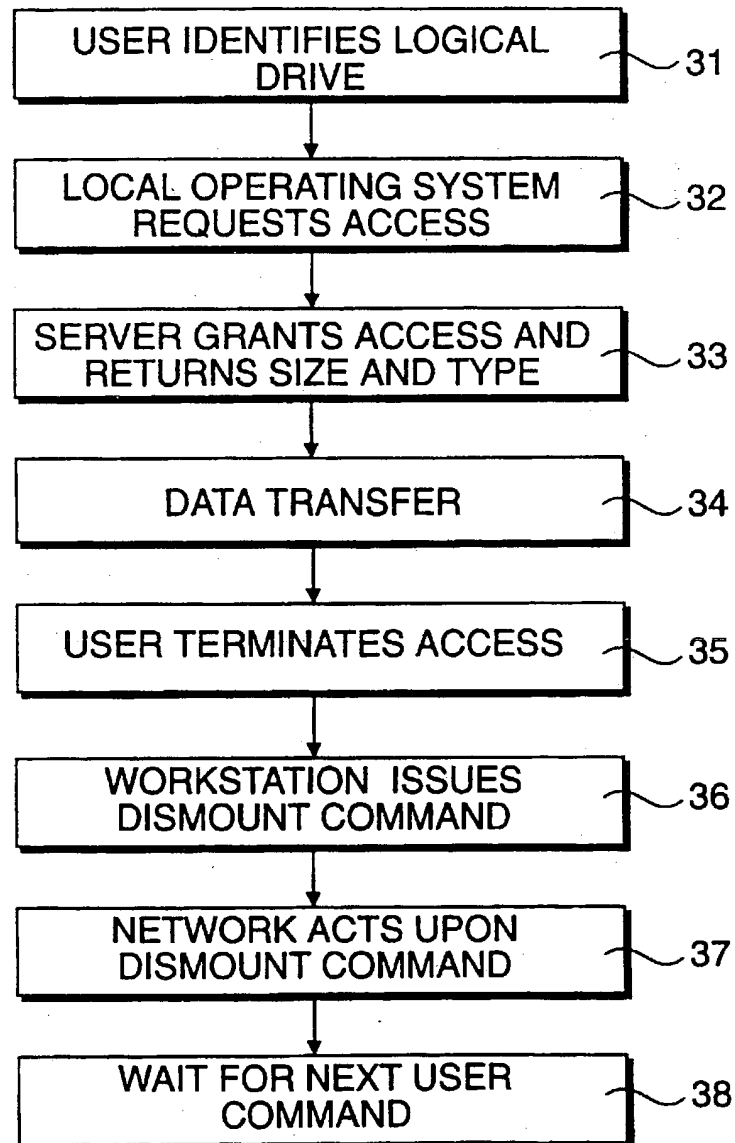 USER IDENTIFIES LOGICAL
DRIVE
31
LOCAL OPERATING SYSTEM
REQUESTS ACCESS
32
SERVER GRANTS ACCESS AND
RETURNS SIZE AND TYPE
33
DATA TRANSFER
34
USER TERMINATES ACCESS
35
WORKSTATION ISSUES
DISMOUNT COMMAND
36
NETWORK ACTS UPON
DISMOUNT COMMAND
37
WAIT FOR NEXT USER
COMMAND
38